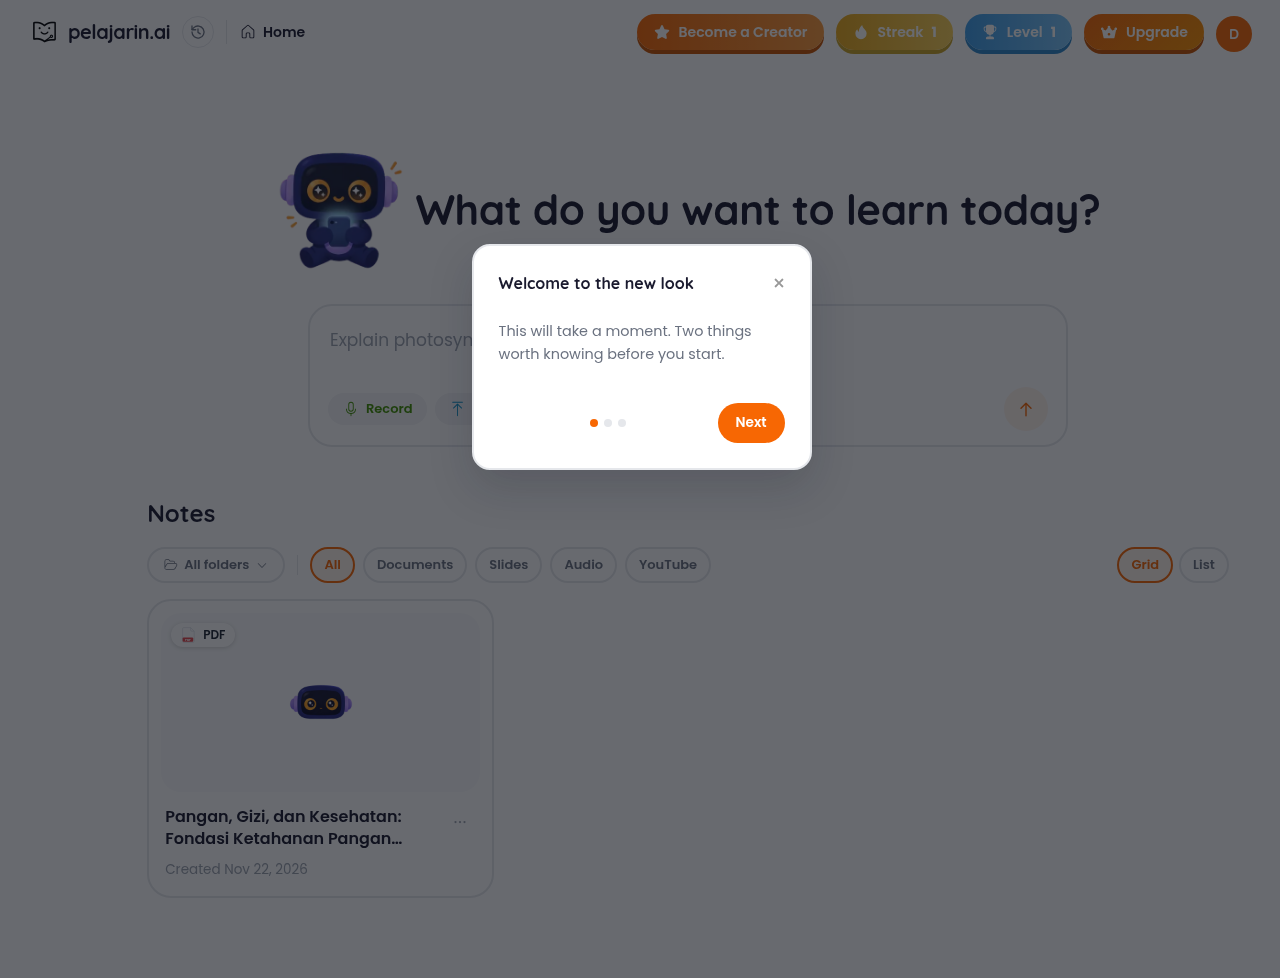 pelajarin.ai
Home
Become a Creator
Streak 1
Level 1
Upgrade
D
What do you want to learn today?
Welcome to the new look
×
This will take a moment. Two things
worth knowing before you start.
Next
Explain photosyn
Record
Notes
All folders
All
Documents
Slides
Audio
YouTube
Grid
List
PDF
Pangan, Gizi, dan Kesehatan:
Fondasi Ketahanan Pangan...
...
Created Nov 22, 2026